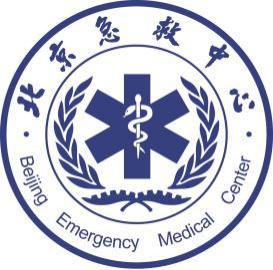 ·北京急救中心·
Beijing Emergency Medical Center